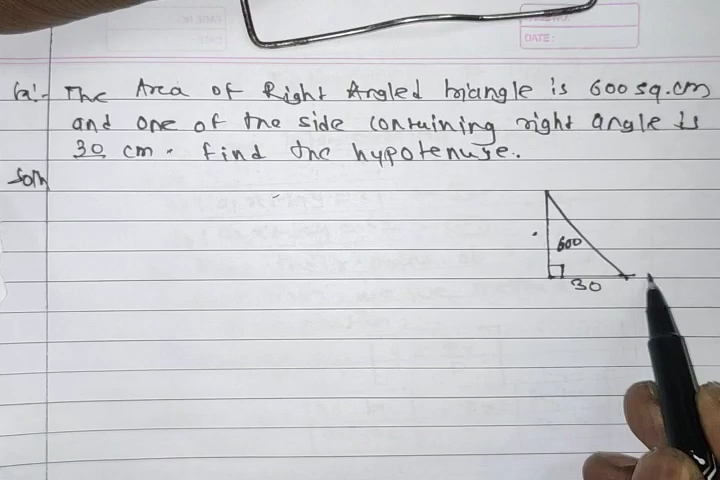 DATE:
Q:- The Area of Right Angled triangle is 600 sq.cm
and one of the side containing right angle is
30 cm. find the hypotenuse.
Soln
600
30